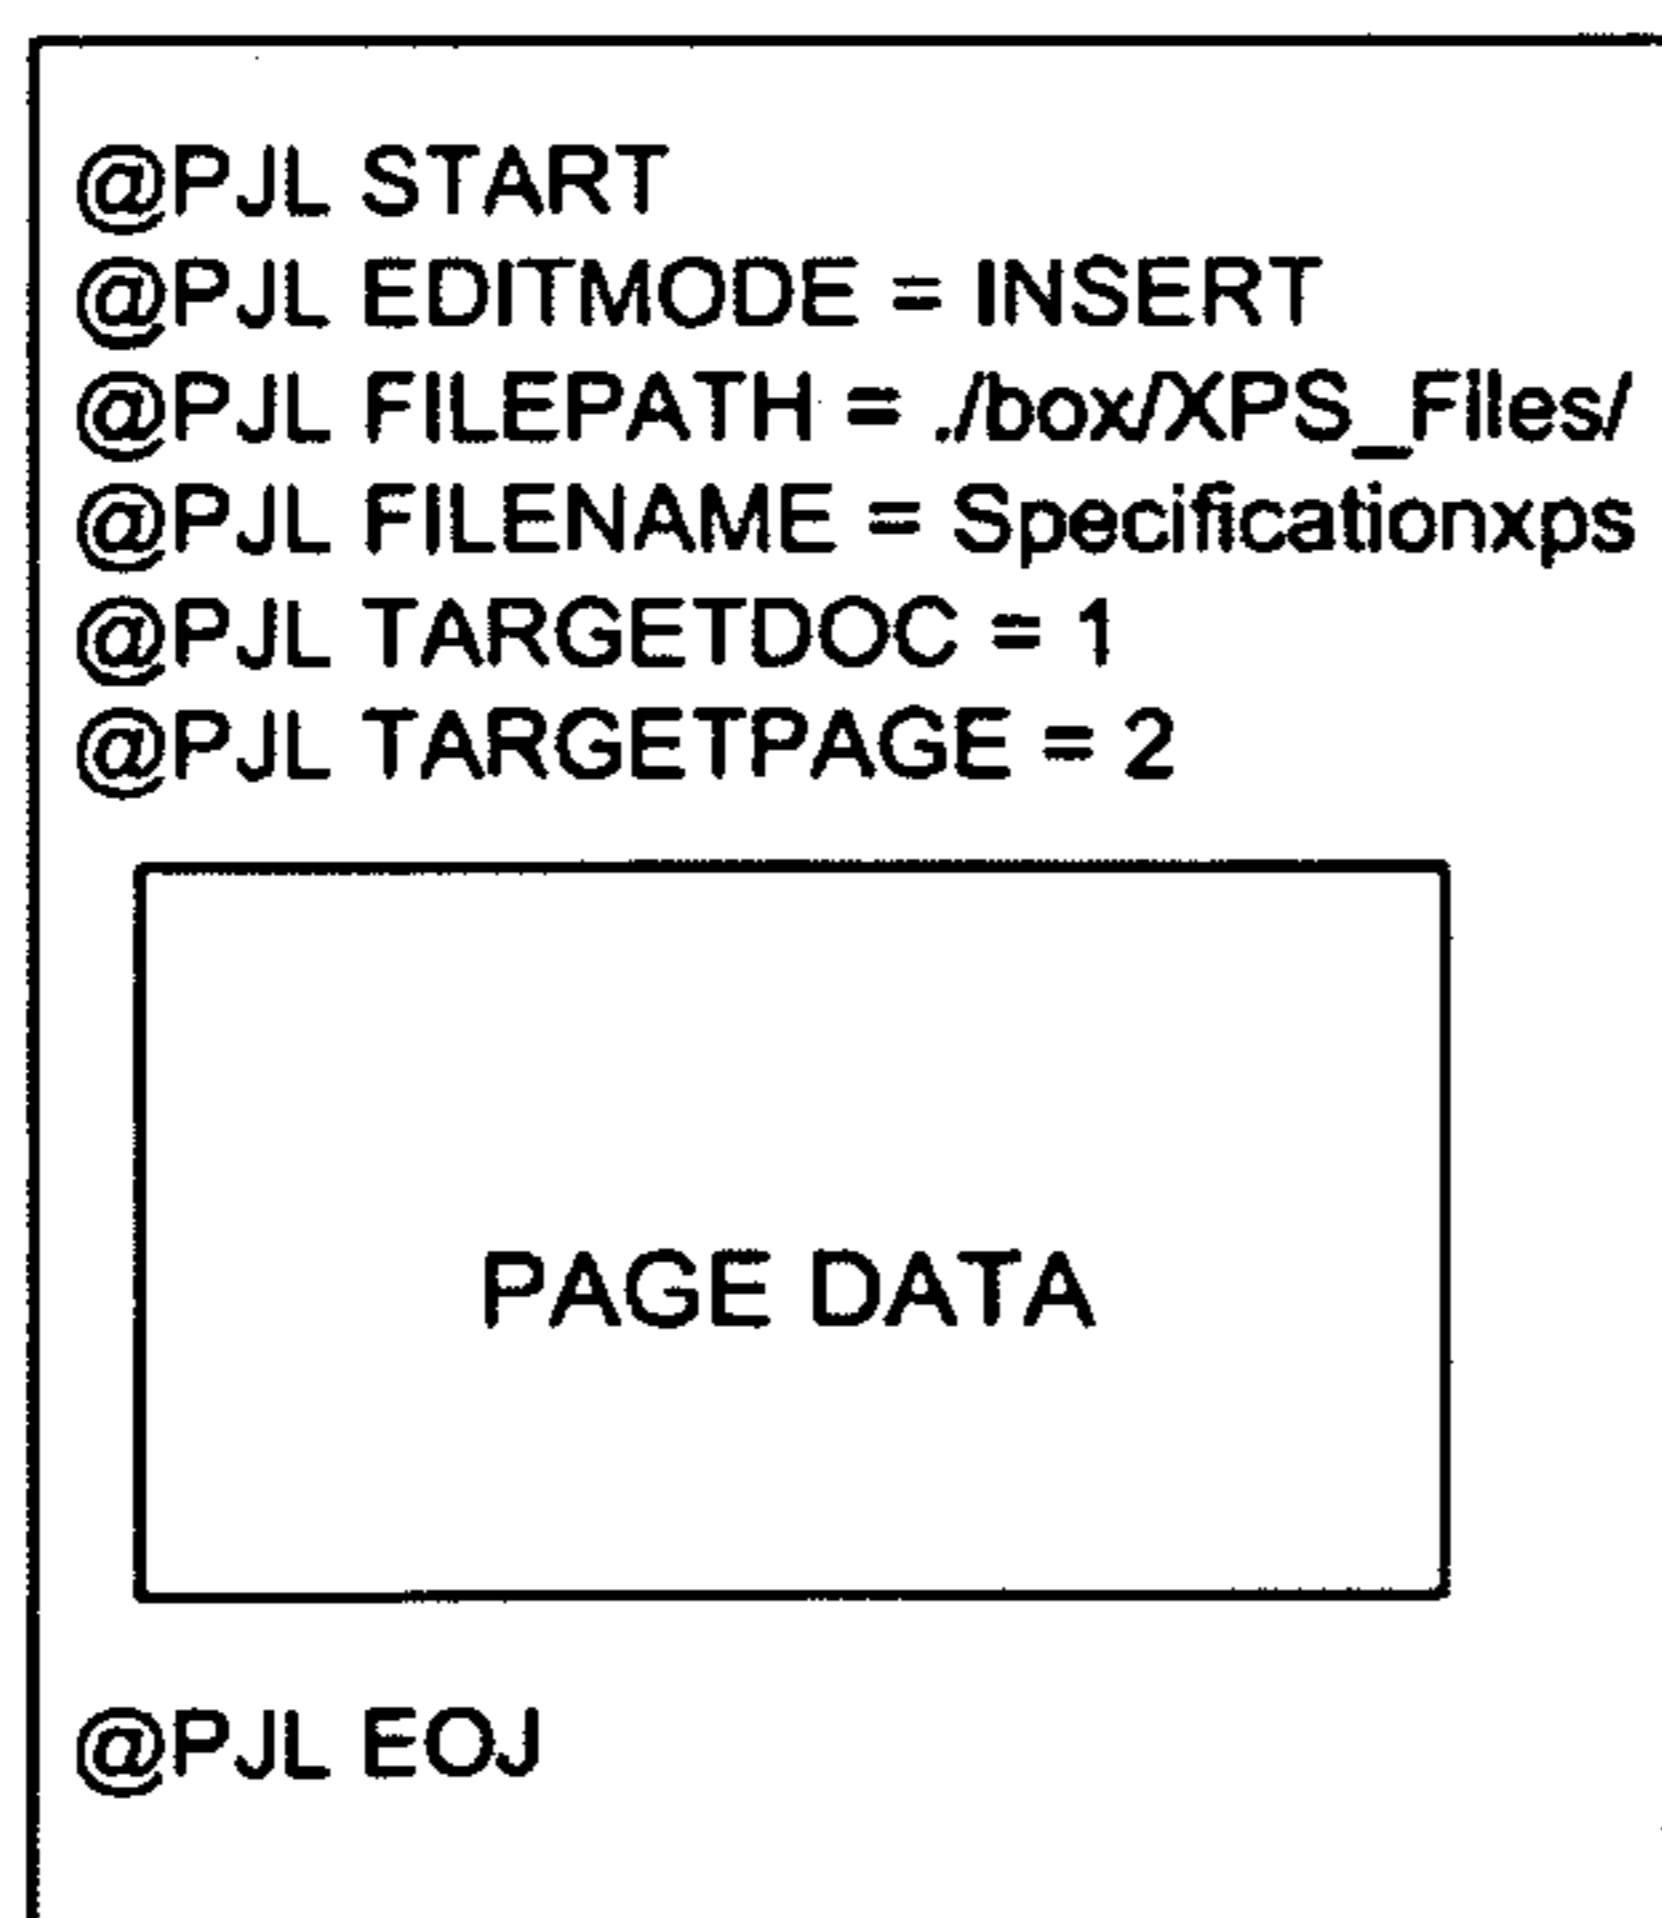 @PJL START
@PJL EDITMODE = INSERT
@PJL FILEPATH = ./box/XPS_Files/
@PJL FILENAME = Specificationxps
@PJL TARGETDOC = 1
@PJL TARGETPAGE = 2
PAGE DATA
@PJL EOJ